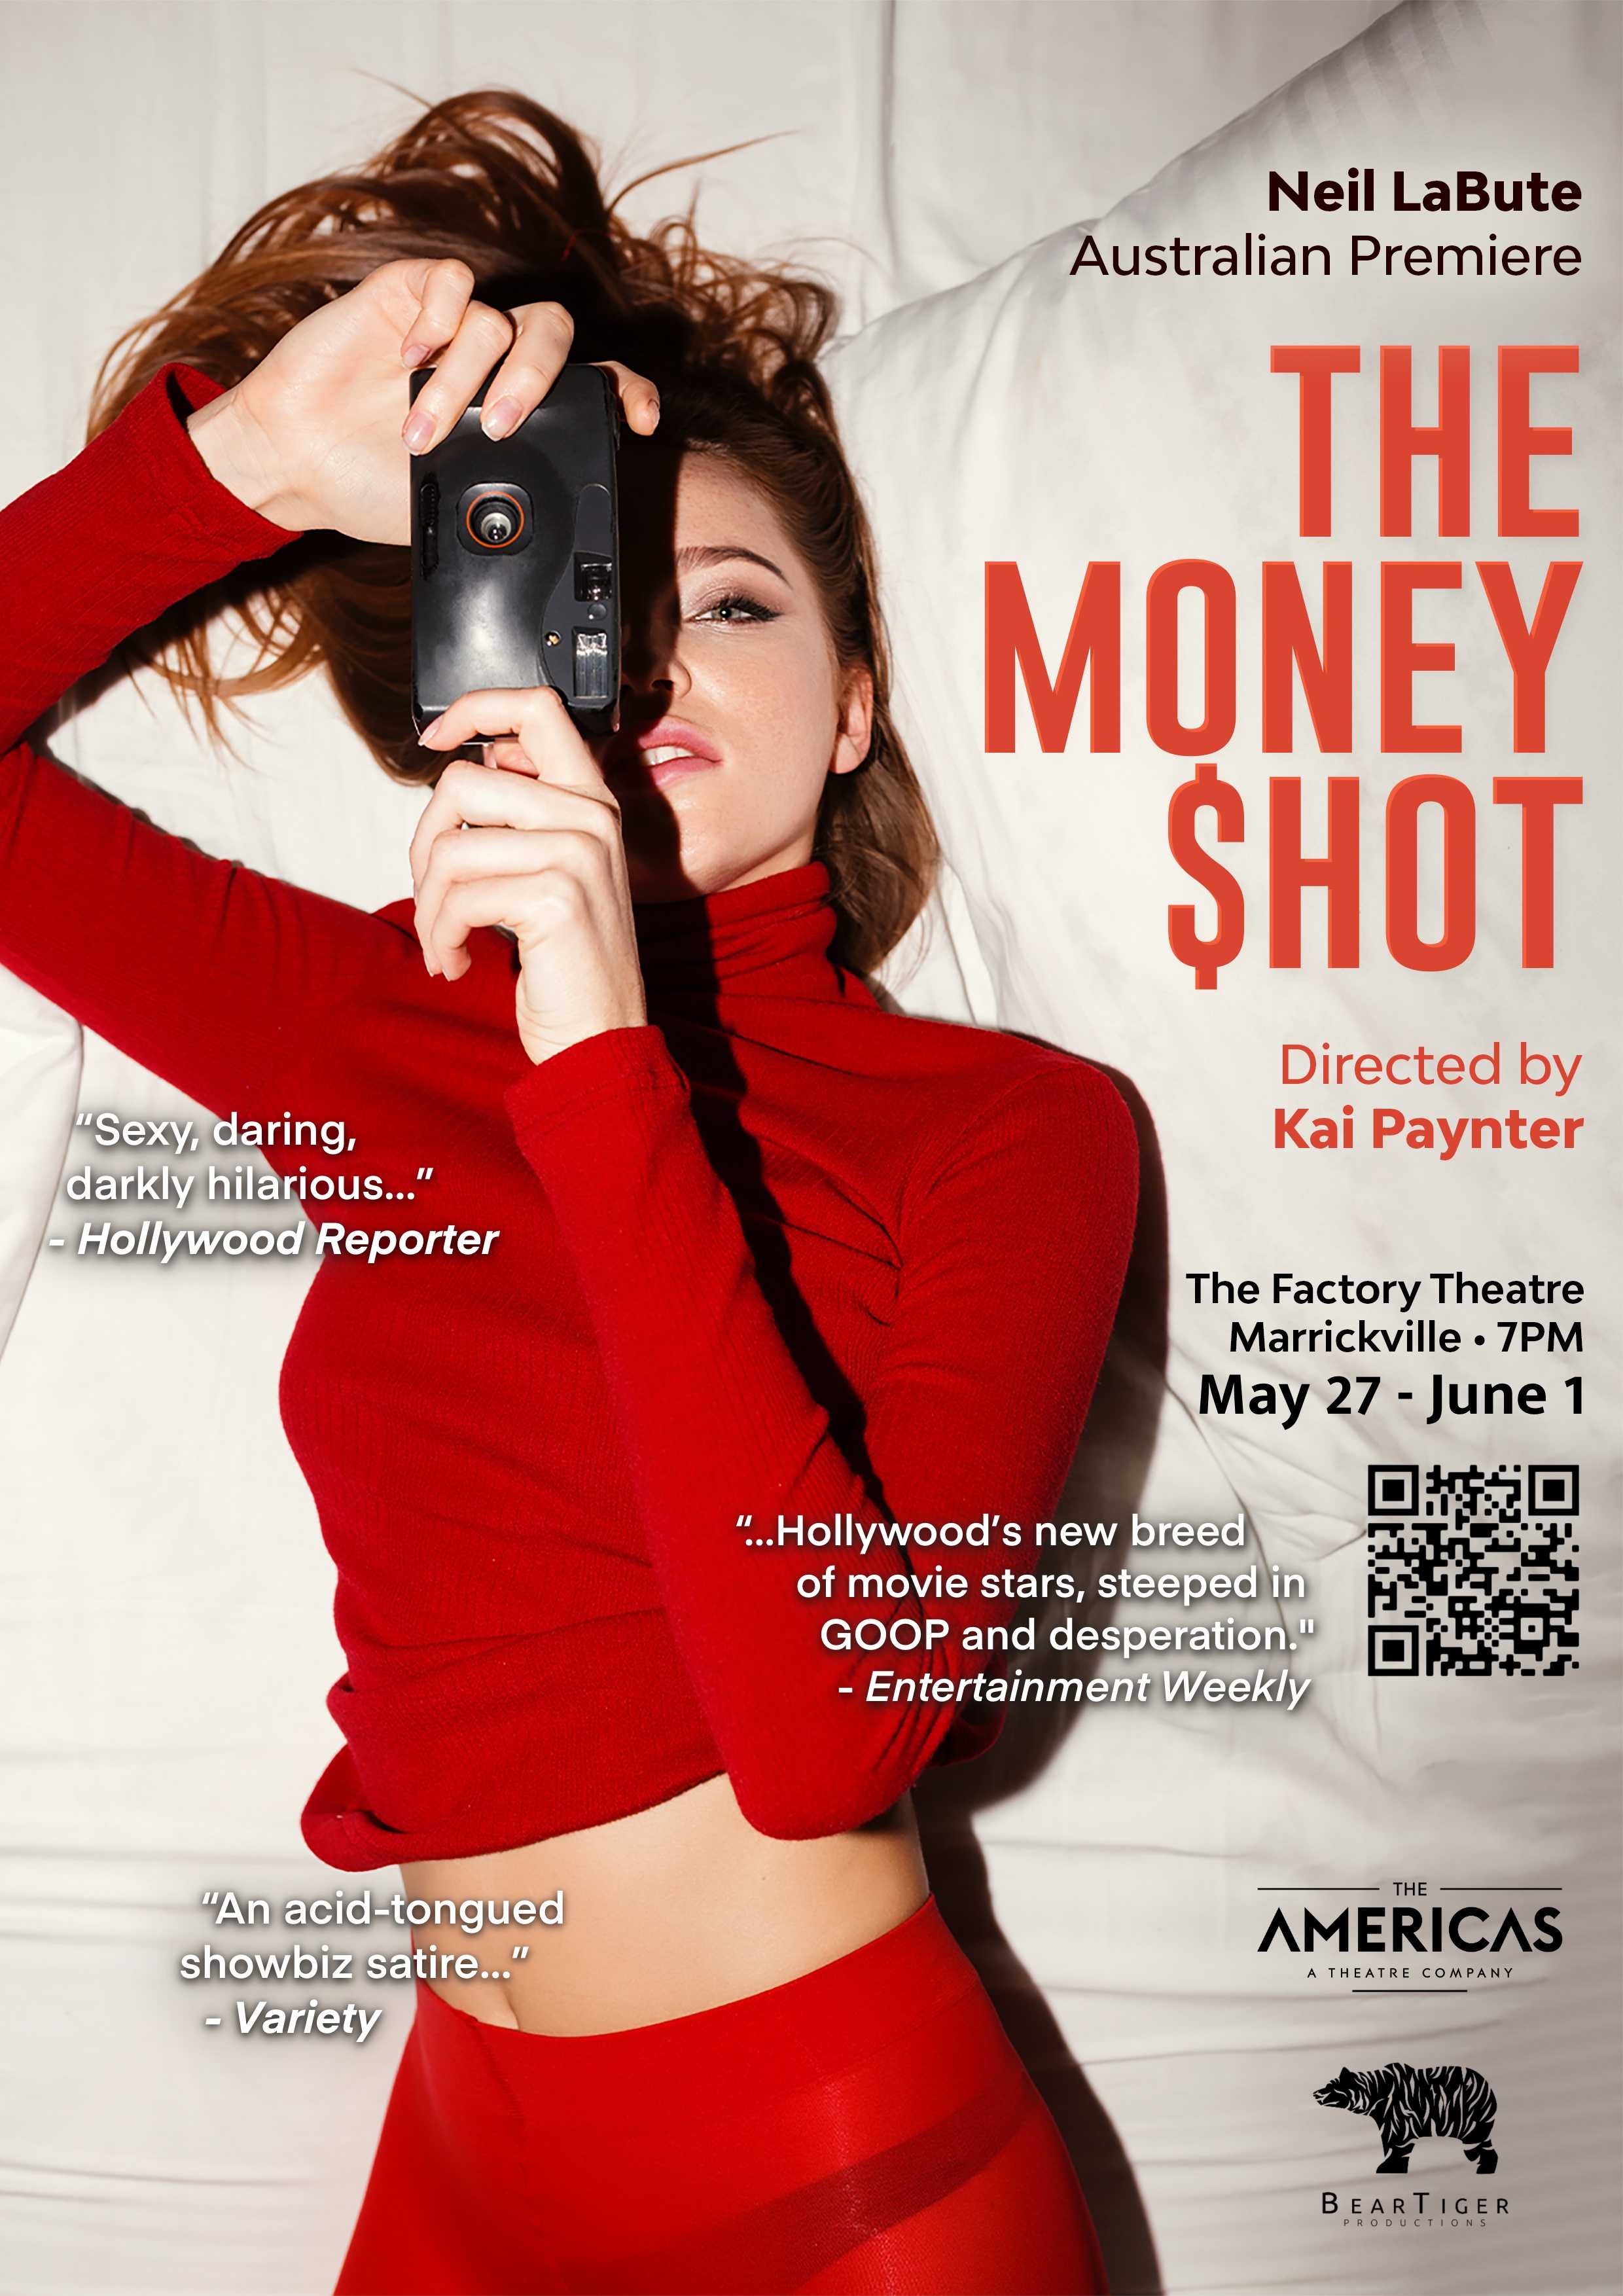 Neil LaBute
Australian Premiere
THE
MONEY
$HOT
Directed by
Kai Paynter
“Sexy, daring,
darkly hilarious...”
- Hollywood Reporter
The Factory Theatre
Marrickville • 7PM
May 27 - June 1
“...Hollywood’s new breed
of movie stars, steeped in
GOOP and desperation."
- Entertainment Weekly
“An acid-tongued
showbiz satire...”
- Variety
THE
AMERICAS
A THEATRE COMPANY
BEARTIGER
PRODUCTIONS